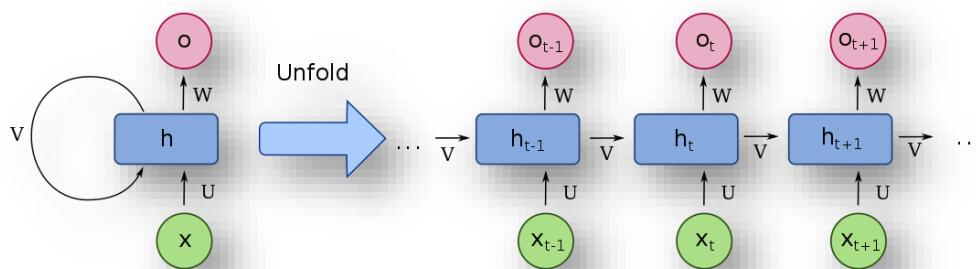 o
o_t-1
o_t
o_t+1
Unfold
W
W
W
W
V
h
...
V
h_t-1
V
h_t
V
h_t+1
V
..
U
U
U
U
x
x_t-1
x_t
x_t+1